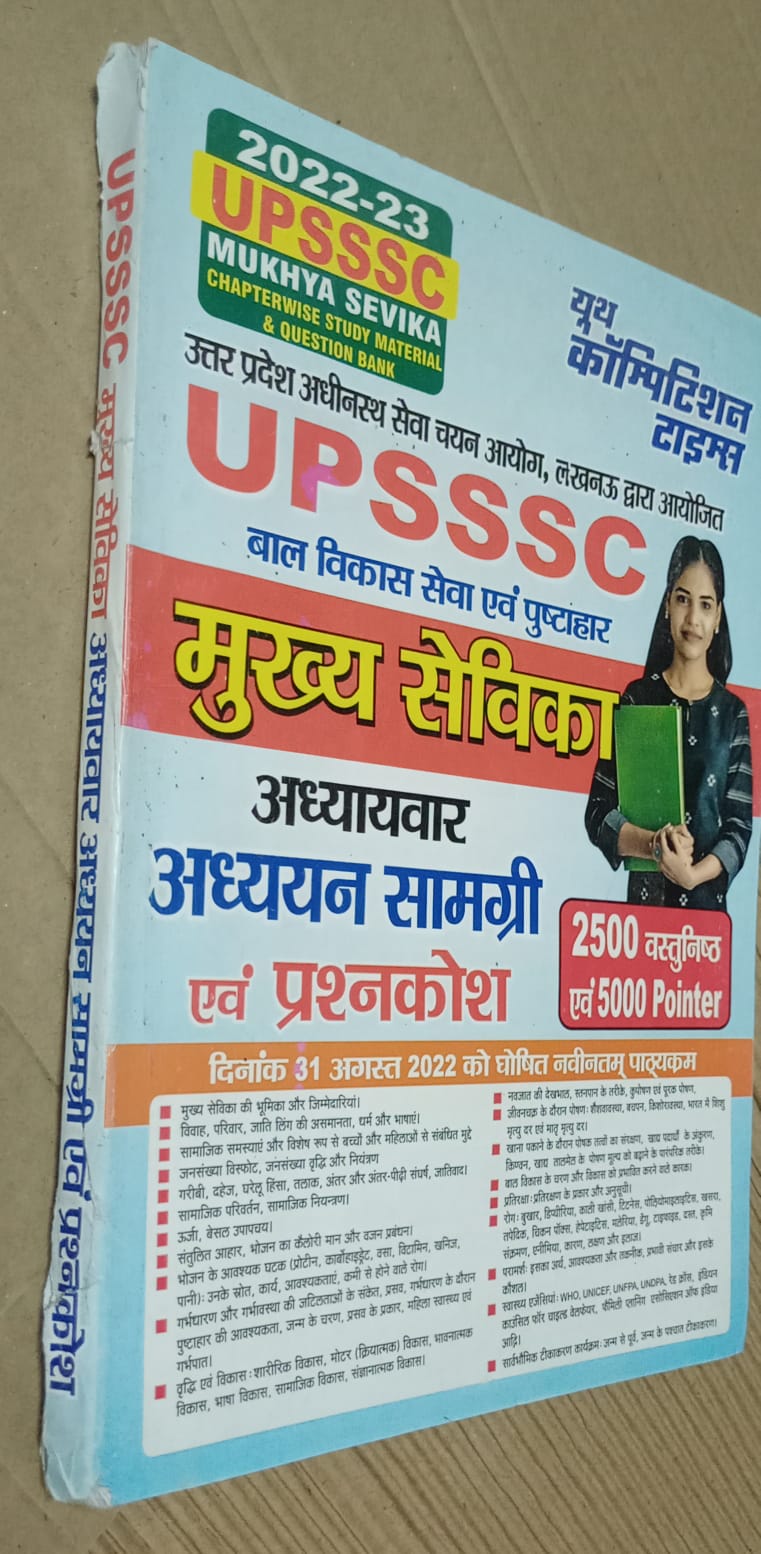 UPSSSC मुख्य सेविका अध्यायवार अध्ययन सामग्री एवं प्रश्नकोश
2022-23
UPSSSC
MUKHYA SEVIKA
CHAPTERWISE STUDY MATERIAL
& QUESTION BANK
यूथ
कॉम्पिटिशन
टाइम्स
उत्तर प्रदेश अधीनस्थ सेवा चयन आयोग, लखनऊ द्वारा आयोजित
UPSSSC
बाल विकास सेवा एवं पुष्टाहार
मुख्य सेविका
अध्यायवार
अध्ययन सामग्री
एवं प्रश्नकोश
2500 वस्तुनिष्ठ
एवं 5000 Pointer
दिनांक 31 अगस्त 2022 को घोषित नवीनतम् पाठ्यक्रम
मुख्य सेविका की भूमिका और जिम्मेदारियां।
विवाह, परिवार, जाति लिंग की असमानता, धर्म और भाषाएं।
सामाजिक समस्याएं और विशेष रूप से बच्चों और महिलाओं से संबंधित मुद्दे
जनसंख्या विस्फोट, जनसंख्या वृद्धि और नियंत्रण
गरीबी, दहेज, घरेलू हिंसा, तलाक, अंतर और अंतर-पीढ़ी संघर्ष, जातिवाद।
सामाजिक परिवर्तन, सामाजिक नियन्त्रण।
ऊर्जा, बेसल उपापचय।
संतुलित आहार, भोजन का कैलोरी मान और वजन प्रबंधन।
भोजन के आवश्यक घटक (प्रोटीन, कार्बोहाइड्रेट, वसा, विटामिन, खनिज,
पानी): उनके स्रोत, कार्य, आवश्यकताएं, कमी से होने वाले रोग।
गर्भधारण और गर्भावस्था की जटिलताओं के संकेत, प्रसव, गर्भधारण के दौरान
पुष्टाहार की आवश्यकता, जन्म के चरण, प्रसव के प्रकार, महिला स्वास्थ्य एवं
गर्भपात।
वृद्धि एवं विकास: शारीरिक विकास, मोटर (क्रियात्मक) विकास, भावनात्मक
विकास, भाषा विकास, सामाजिक विकास, संज्ञानात्मक विकास।
नवजात की देखभाल, स्तनपान के तरीके, कुपोषण एवं पूरक पोषण,
जीवनचक्र के दौरान पोषण: शैशवावस्था, बचपन, किशोरावस्था, भारत में शिशु
मृत्यु दर एवं मातृ मृत्यु दर।
खाना पकाने के दौरान पोषक तत्वों का संरक्षण, खाद्य पदार्थों के अंकुरण,
किण्वन, खाद्य तालमेल के पोषण मूल्य को बढ़ाने के पारंपरिक तरीके।
बाल विकास के चरण और विकास को प्रभावित करने वाले कारक।
प्रतिरक्षा: प्रतिरक्षण के प्रकार और अनुसूची।
रोग: बुखार, डिप्थीरिया, काली खांसी, टिटनेस, पोलियोमाइलाइटिस, खसरा,
तपेदिक, चिकन पॉक्स, हेपेटाइटिस, मलेरिया, डेंगू, टाइफाइड, दस्त, कृमि
संक्रमण, एनीमिया, कारण, लक्षण और इलाज।
परामर्श: इसका अर्थ, आवश्यकता और तकनीक, प्रभावी संचार और इसके
कौशल।
स्वास्थ्य एजेंसियां: WHO, UNICEF, UNFPA, UNDPA, रेड क्रॉस, इंडियन
काउंसिल फॉर चाइल्ड वेलफेयर, फैमिली प्लानिंग एसोसिएशन ऑफ इंडिया
आदि।
सार्वभौमिक टीकाकरण कार्यक्रम: जन्म से पूर्व, जन्म के पश्चात टीकाकरण।